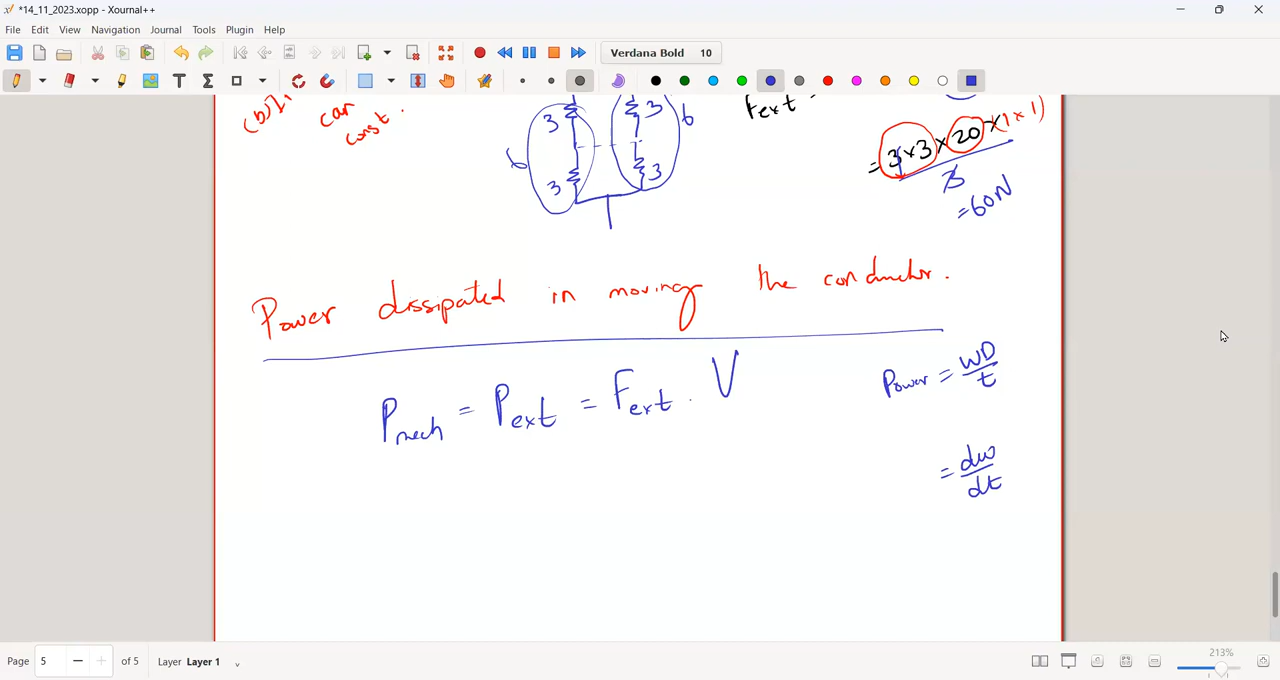 *14_11_2023.xopp - Xournal++
File Edit View Navigation Journal Tools Plugin Help
Verdana Bold 10
(b)
car
const.
3
3
6
3
3
6
Fext =
= 3 x 3 x 20 x (1 x 1)
3
= 60N
Power dissipated in moving the conductor.
Pmech = Pext = Fext . V
Power = WD
t
= dw
dt
Page 5 of 5 Layer Layer 1
213%